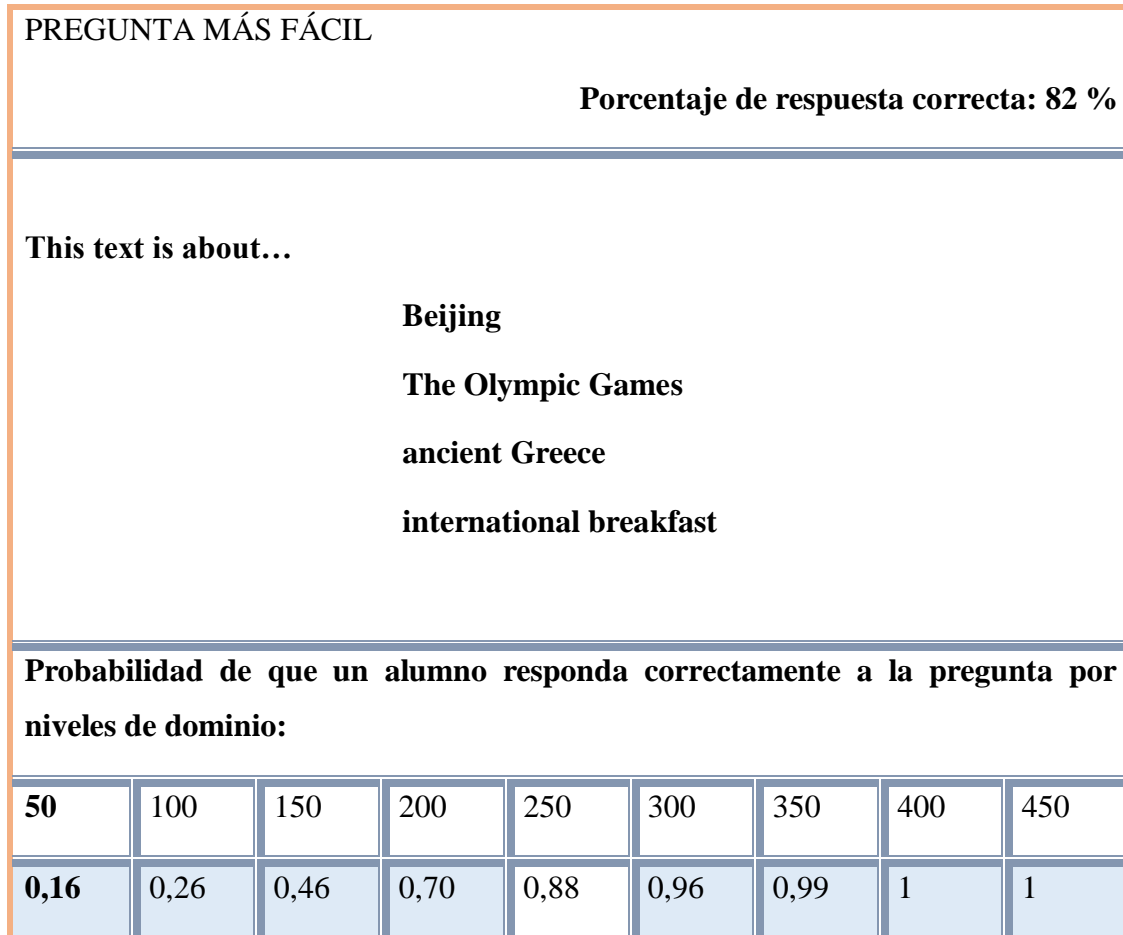 PREGUNTA MÁS FÁCIL
Porcentaje de respuesta correcta: 82 %
This text is about…
Beijing
The Olympic Games
ancient Greece
international breakfast
Probabilidad de que un alumno responda correctamente a la pregunta por
niveles de dominio:
50 100 150 200 250 300 350 400 450
0,16 0,26 0,46 0,70 0,88 0,96 0,99 1 1